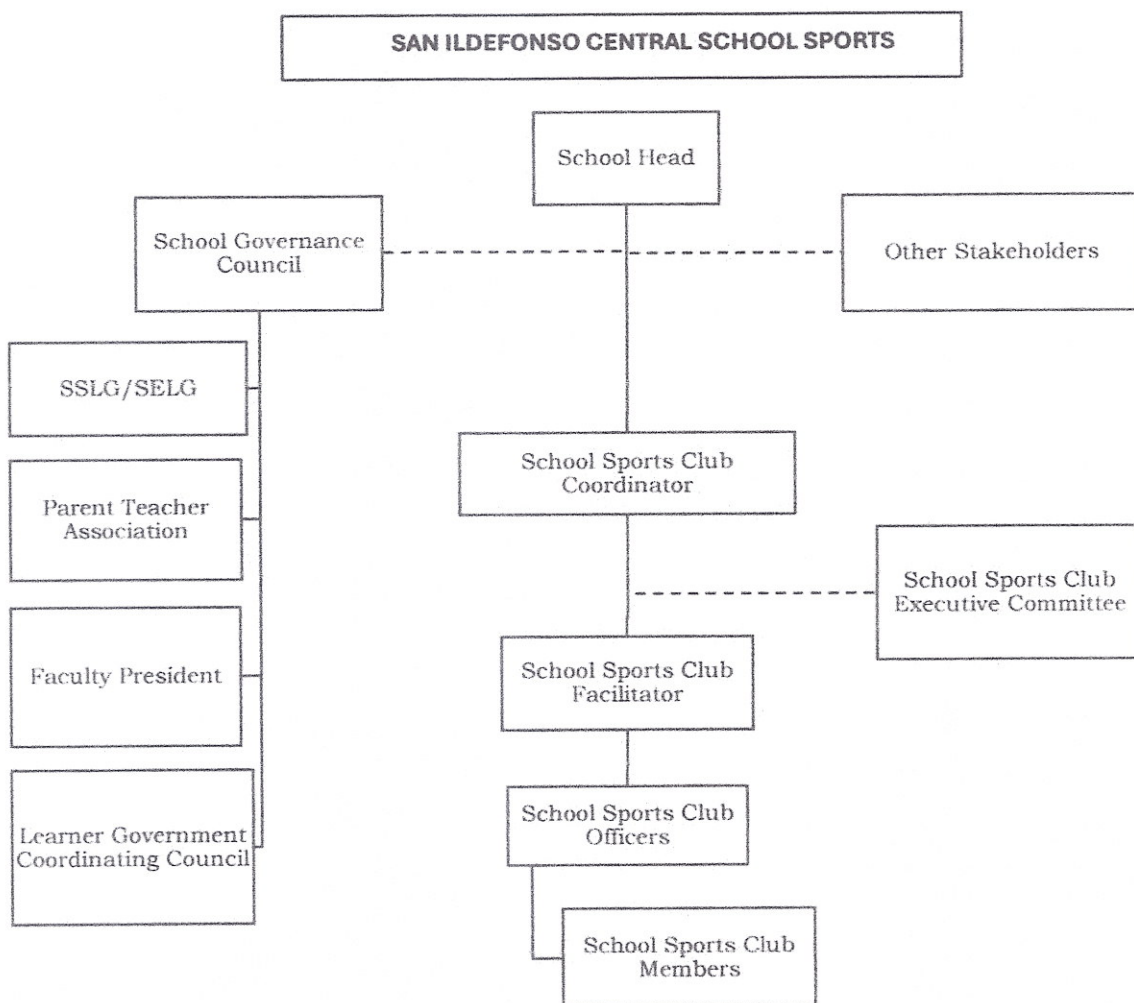 SAN ILDEFONSO CENTRAL SCHOOL SPORTS
School Head
School Governance
Council
Other Stakeholders
SSLG/SELG
Parent Teacher
Association
Faculty President
Learner Government
Coordinating Council
School Sports Club
Coordinator
School Sports Club
Executive Committee
School Sports Club
Facilitator
School Sports Club
Officers
School Sports Club
Members